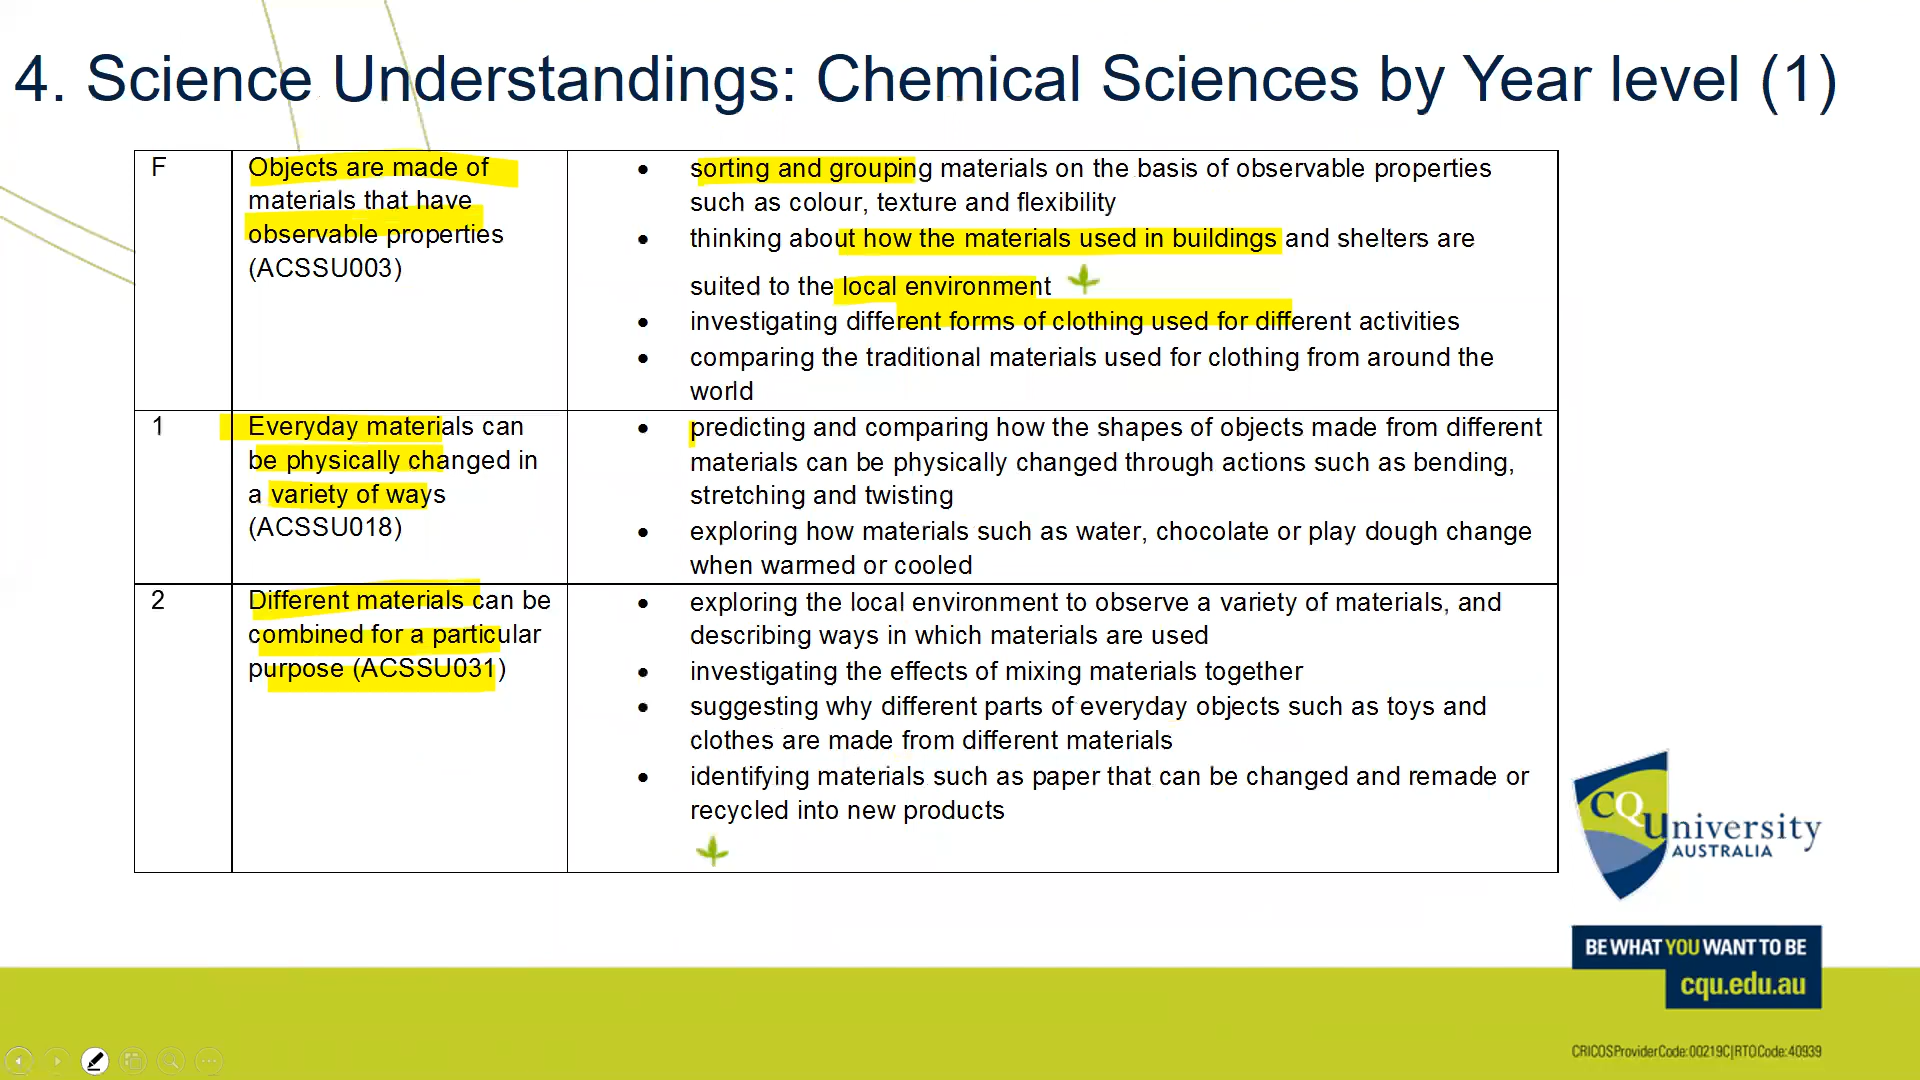 4. Science Understandings: Chemical Sciences by Year level (1)
F
Objects are made of
materials that have
observable properties
(ACSSU003)
• sorting and grouping materials on the basis of observable properties
such as colour, texture and flexibility
• thinking about how the materials used in buildings and shelters are
suited to the local environment
• investigating different forms of clothing used for different activities
• comparing the traditional materials used for clothing from around the
world
1
Everyday materials can
be physically changed in
a variety of ways
(ACSSU018)
• predicting and comparing how the shapes of objects made from different
materials can be physically changed through actions such as bending,
stretching and twisting
• exploring how materials such as water, chocolate or play dough change
when warmed or cooled
2
Different materials can be
combined for a particular
purpose (ACSSU031)
• exploring the local environment to observe a variety of materials, and
describing ways in which materials are used
• investigating the effects of mixing materials together
• suggesting why different parts of everyday objects such as toys and
clothes are made from different materials
• identifying materials such as paper that can be changed and remade or
recycled into new products
CQUniversity
AUSTRALIA
BE WHAT YOU WANT TO BE
cqu.edu.au
CRICOS Provider Code: 00219C | RTO Code: 40939